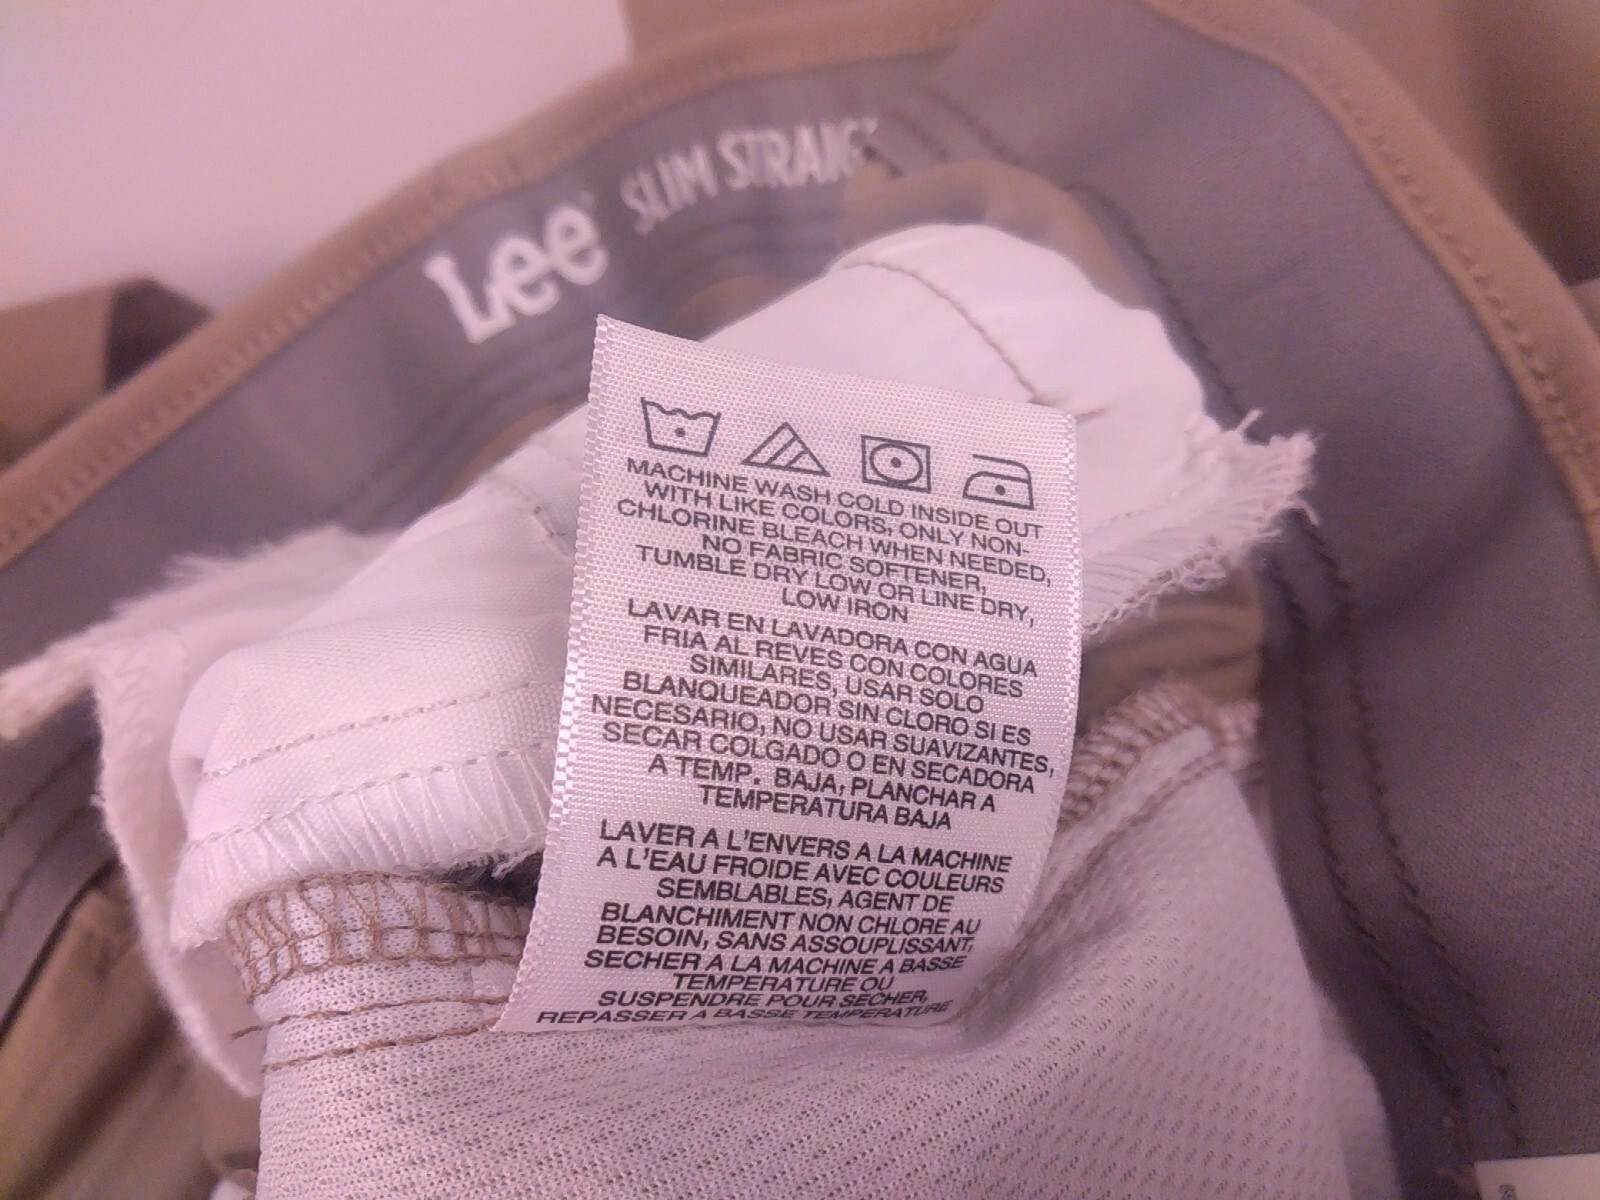 Lee
SLIM STRAIG
MACHINE WASH COLD INSIDE OUT
WITH LIKE COLORS, ONLY NON-
CHLORINE BLEACH WHEN NEEDED,
NO FABRIC SOFTENER,
TUMBLE DRY LOW OR LINE DRY,
LOW IRON
LAVAR EN LAVADORA CON AGUA
FRIA AL REVES CON COLORES
SIMILARES, USAR SOLO
BLANQUEADOR SIN CLORO SI ES
NECESARIO, NO USAR SUAVIZANTES,
SECAR COLGADO O EN SECADORA
A TEMP. BAJA, PLANCHAR A
TEMPERATURA BAJA
LAVER A L'ENVERS A LA MACHINE
A L'EAU FROIDE AVEC COULEURS
SEMBLABLES, AGENT DE
BLANCHIMENT NON CHLORE AU
BESOIN, SANS ASSOUPLISSANT,
SECHER A LA MACHINE A BASSE
TEMPERATURE OU
SUSPENDRE POUR SECHER,
REPASSER A BASSE TEMPERATURE